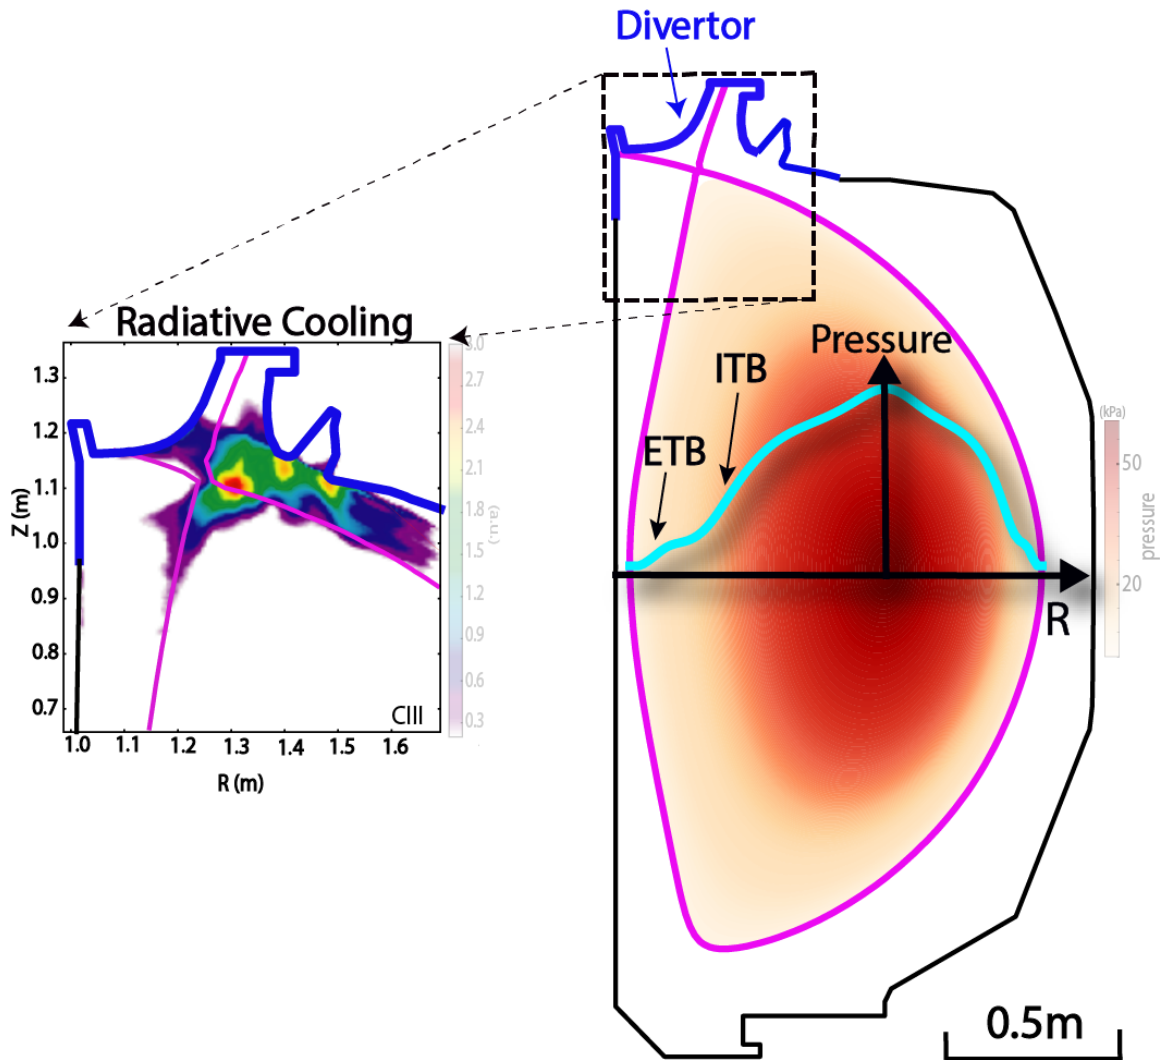 Divertor
Radiative Cooling
Pressure
ITB
ETB
(kPa)
50
20
pressure
R
0.5m
1.3
1.2
1.1
1.0
0.9
0.8
0.7
Z (m)
1.0 1.1 1.2 1.3 1.4 1.5 1.6
R (m)
CIII
3.0
2.7
2.4
2.1
1.8
1.5
1.2
0.9
0.6
0.3
(a.u.)